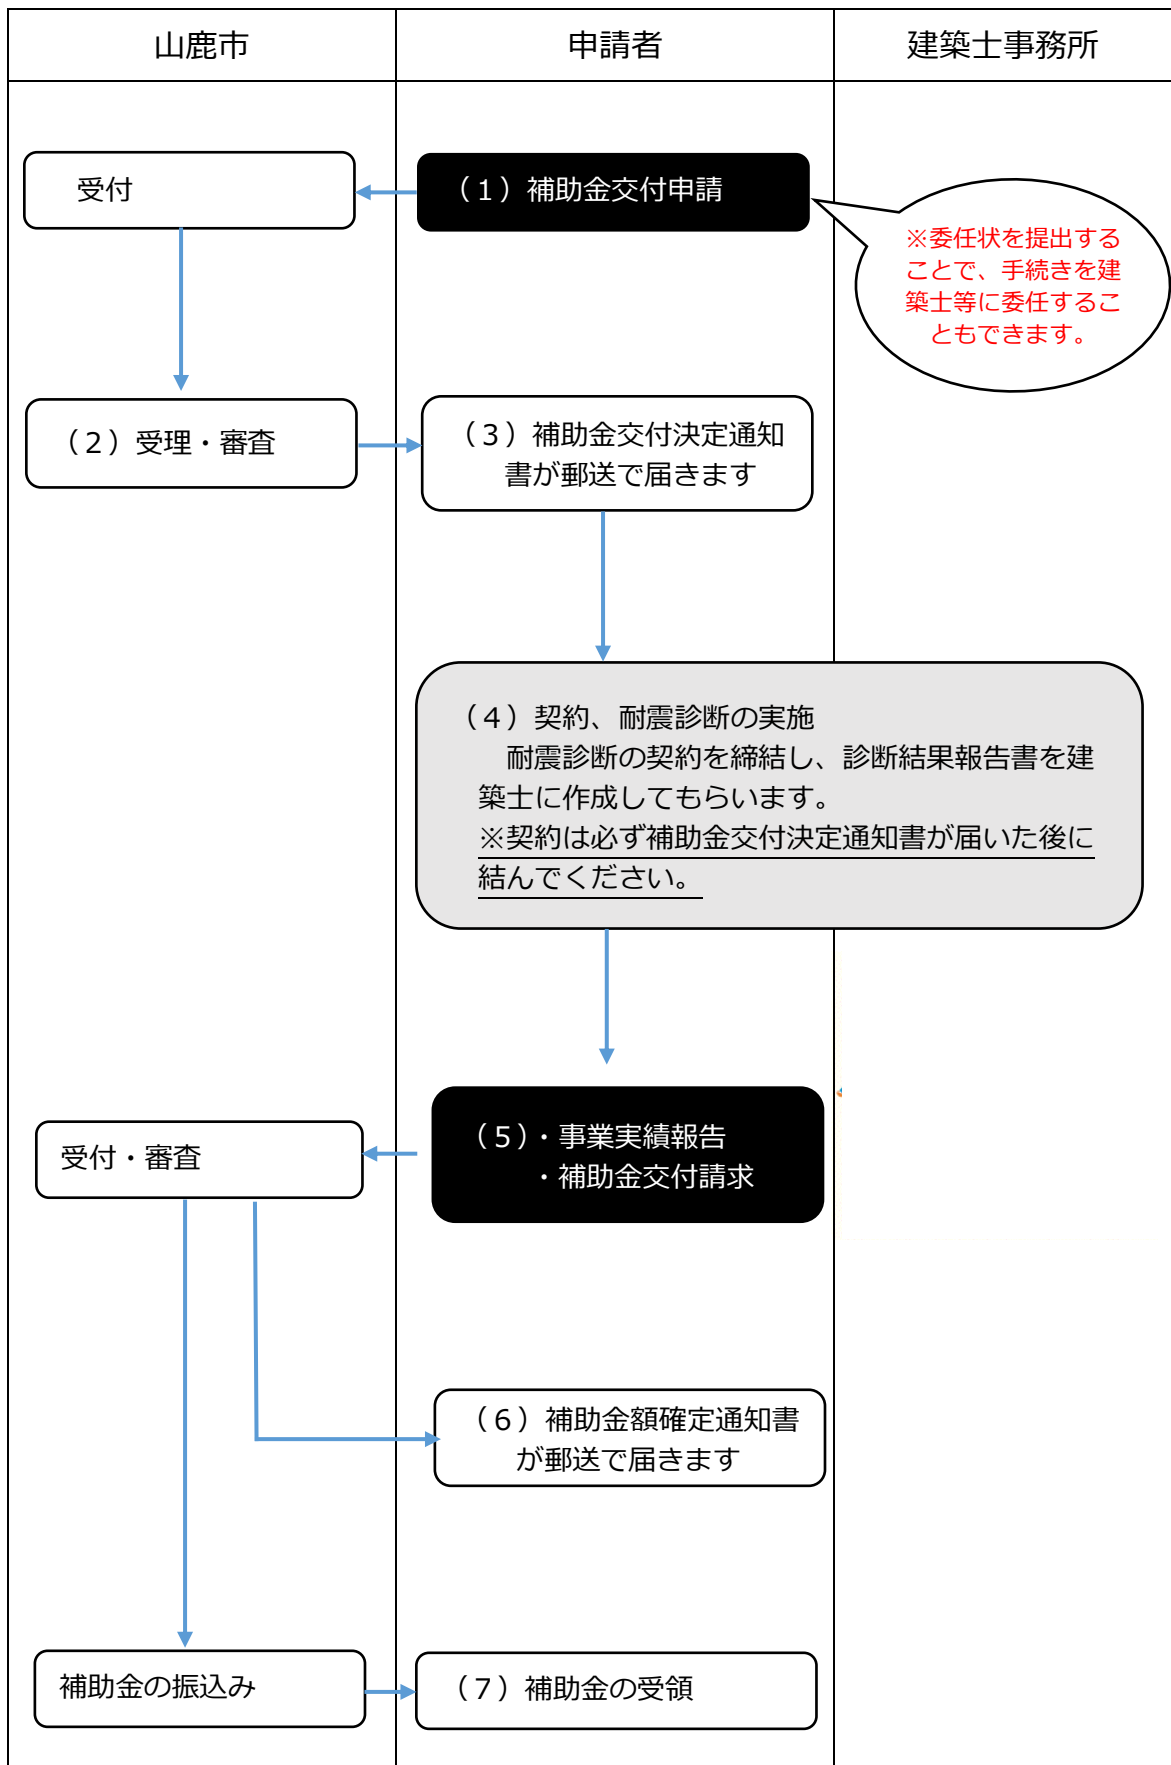 山鹿市
申請者
建築士事務所
受付
（１）補助金交付申請
※委任状を提出する
ことで、手続きを建
築士等に委任するこ
ともできます。
（２）受理・審査
（３）補助金交付決定通知
書が郵送で届きます
（４）契約、耐震診断の実施
耐震診断の契約を締結し、診断結果報告書を建
築士に作成してもらいます。
※契約は必ず補助金交付決定通知書が届いた後に
結んでください。
（５）・事業実績報告
・補助金交付請求
受付・審査
（６）補助金額確定通知書
が郵送で届きます
補助金の振込み
（７）補助金の受領